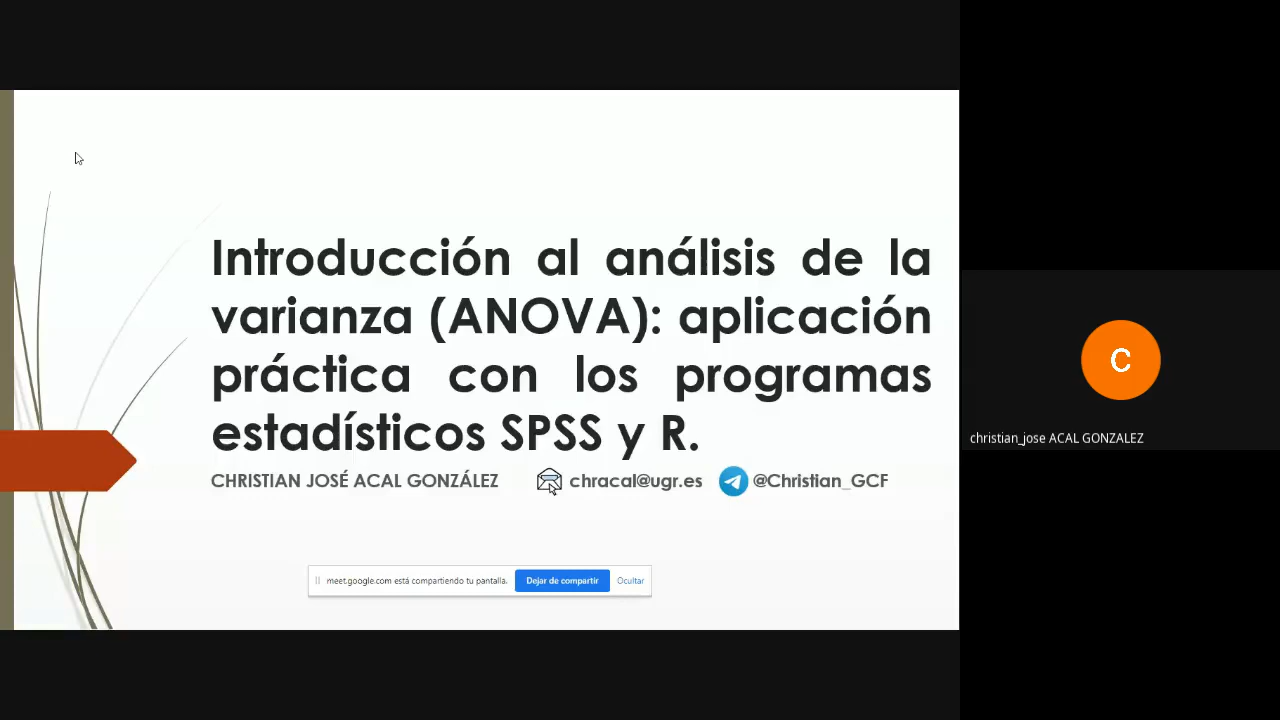 Introducción al análisis de la
varianza (ANOVA): aplicación
práctica con los programas
estadísticos SPSS y R.
CHRISTIAN JOSÉ ACAL GONZÁLEZ chracal@ugr.es @Christian_GCF
meet.google.com está compartiendo tu pantalla. Dejar de compartir Ocultar
C
christian_jose ACAL GONZALEZ